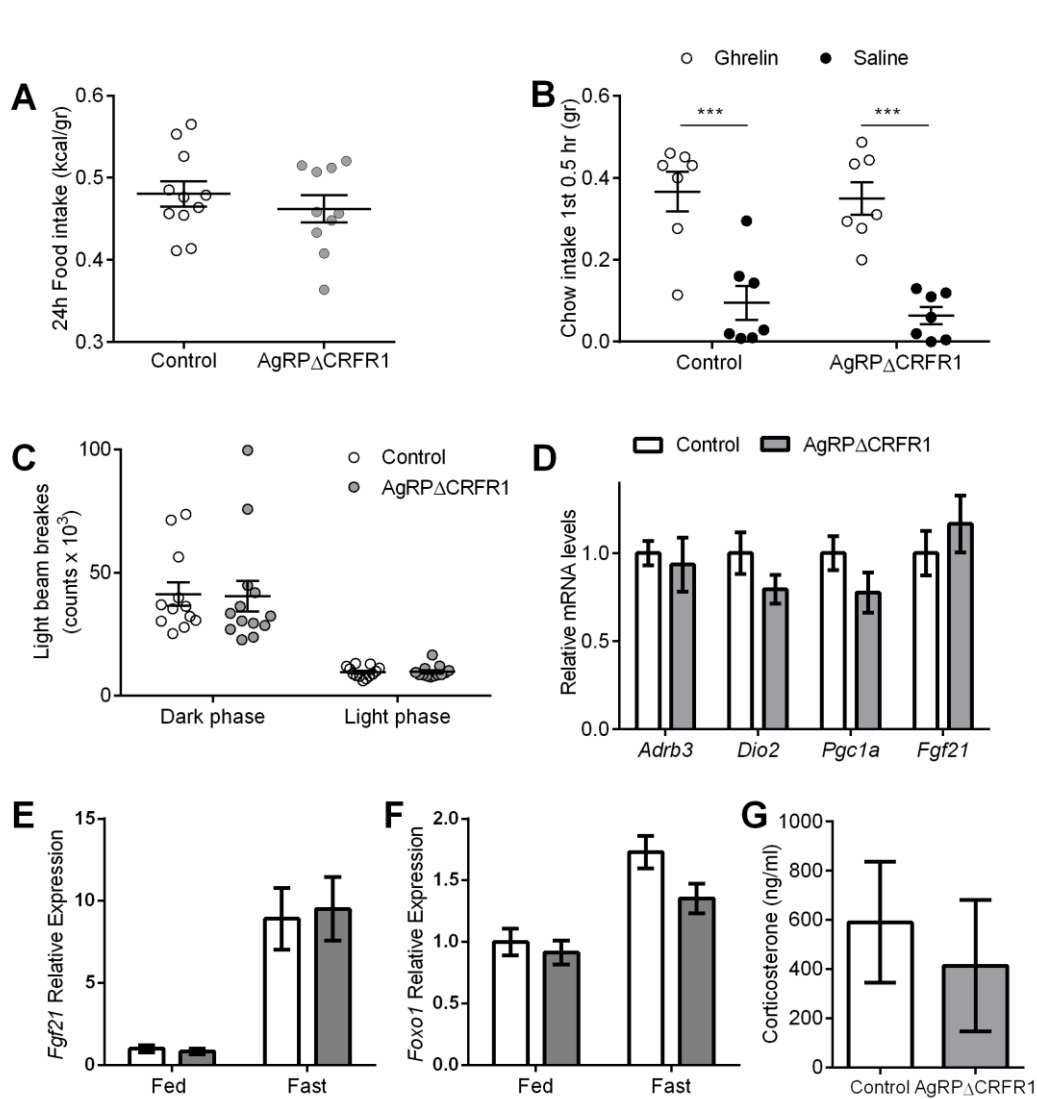 A
24h Food intake (kcal/gr)
0.6
0.5
0.4
0.3
Control
AgRPΔCRFR1
B
Ghrelin
Saline
Chow intake 1st 0.5 hr (gr)
0.6
0.4
0.2
0.0
***
***
Control
AgRPΔCRFR1
C
Light beam breakes
(counts x 10³)
100
50
0
Control
AgRPΔCRFR1
Dark phase
Light phase
D
Control
AgRPΔCRFR1
Relative mRNA levels
1.0
0.5
0.0
Adrb3
Dio2
Pgc1a
Fgf21
E
Fgf21 Relative Expression
15
10
5
0
Fed
Fast
F
Foxo1 Relative Expression
2.0
1.5
1.0
0.5
0.0
Fed
Fast
G
Corticosterone (ng/ml)
1000
800
600
400
200
0
Control
AgRPΔCRFR1